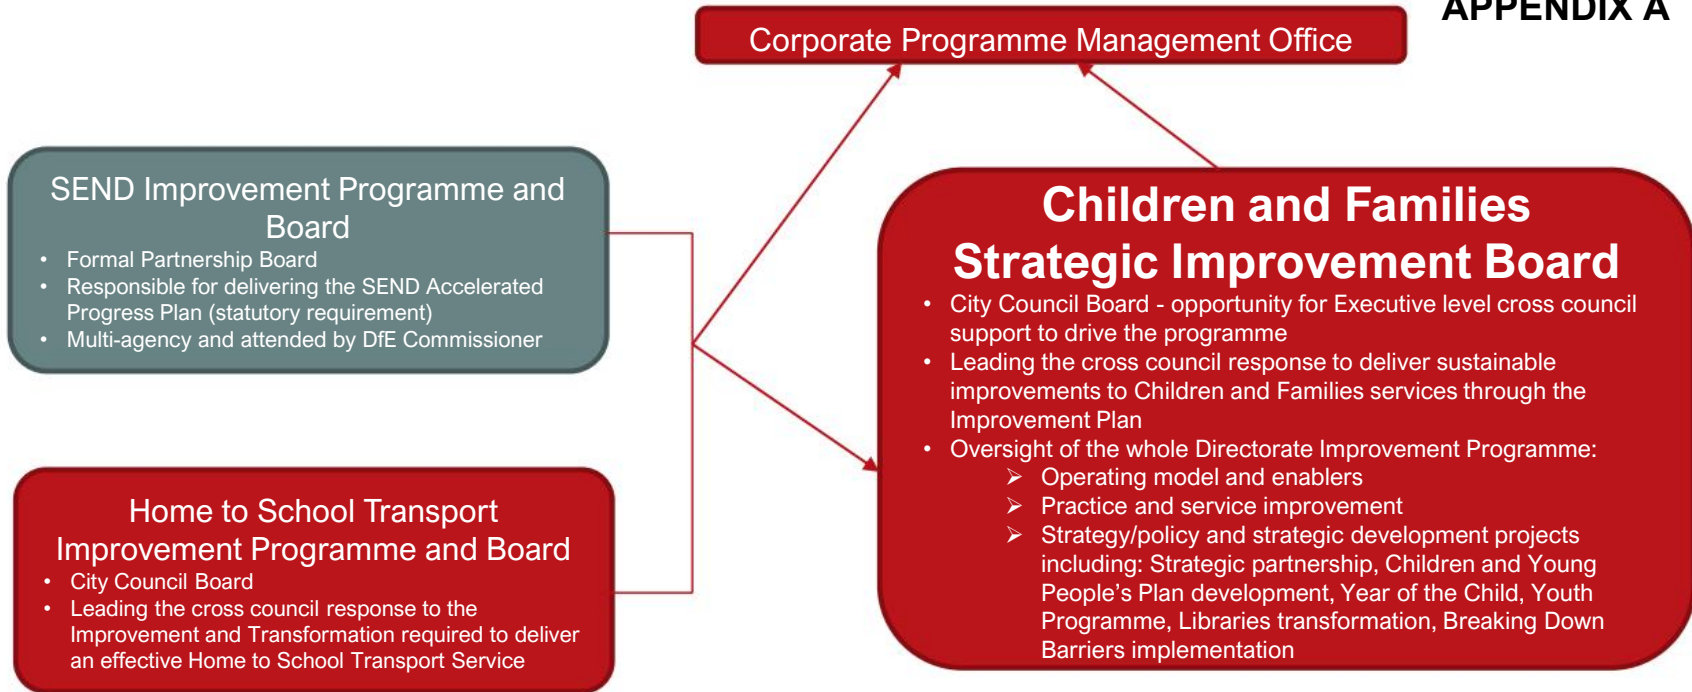 APPENDIX A
Corporate Programme Management Office
SEND Improvement Programme and
Board
• Formal Partnership Board
• Responsible for delivering the SEND Accelerated
Progress Plan (statutory requirement)
• Multi-agency and attended by DfE Commissioner
Home to School Transport
Improvement Programme and Board
• City Council Board
• Leading the cross council response to the
Improvement and Transformation required to deliver
an effective Home to School Transport Service
Children and Families
Strategic Improvement Board
• City Council Board - opportunity for Executive level cross council
support to drive the programme
• Leading the cross council response to deliver sustainable
improvements to Children and Families services through the
Improvement Plan
• Oversight of the whole Directorate Improvement Programme:
➢ Operating model and enablers
➢ Practice and service improvement
➢ Strategy/policy and strategic development projects
including: Strategic partnership, Children and Young
People’s Plan development, Year of the Child, Youth
Programme, Libraries transformation, Breaking Down
Barriers implementation